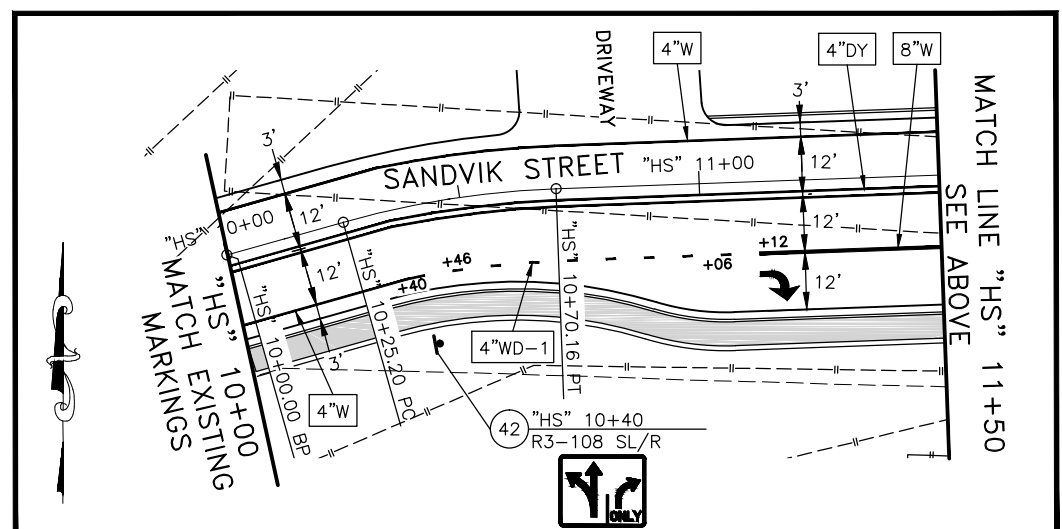 DRIVEWAY
4"W
4"DY
8"W
3'
3'
12'
SANDVIK STREET
"HS" 11+00
12'
12'
12'
12'
"HS"
0+00
+12
+06
+46
+40
4"WD-1
4"W
3'
"HS" 10+00.00 BP
"HS" 10+25.20 PC
"HS" 10+70.16 PT
"HS" 10+00
MATCH EXISTING
MARKINGS
MATCH LINE "HS" 11+50
SEE ABOVE
42
"HS" 10+40
R3-108 SL/R
ONLY